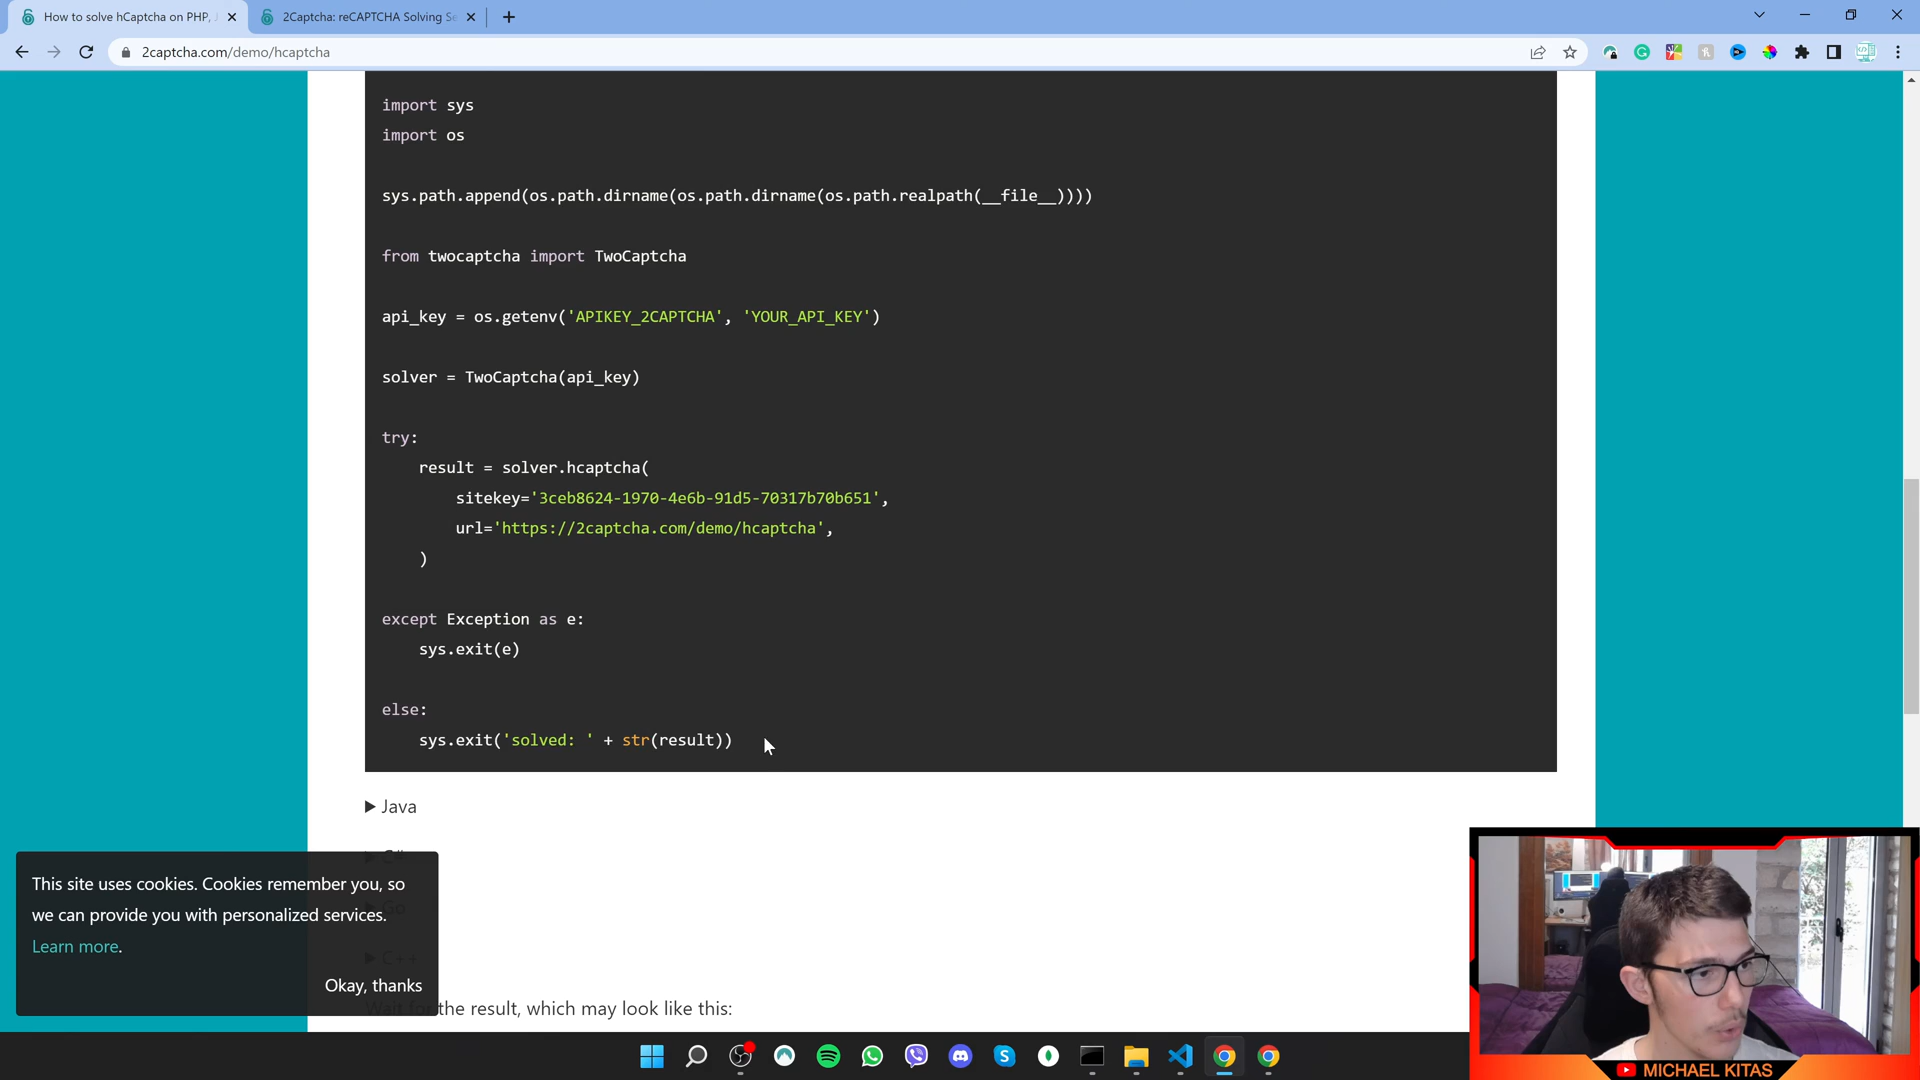 How to solve hCaptcha on PHP, J
2Captcha: reCAPTCHA Solving Se
2captcha.com/demo/hcaptcha
import sys
import os
sys.path.append(os.path.dirname(os.path.dirname(os.path.realpath(__file__))))
from twocaptcha import TwoCaptcha
api_key = os.getenv('APIKEY_2CAPTCHA', 'YOUR_API_KEY')
solver = TwoCaptcha(api_key)
try:
result = solver.hcaptcha(
sitekey='3ceb8624-1970-4e6b-91d5-70317b70b651',
url='https://2captcha.com/demo/hcaptcha',
)
except Exception as e:
sys.exit(e)
else:
sys.exit('solved: ' + str(result))
Java
C#
Go
C++
This site uses cookies. Cookies remember you, so
we can provide you with personalized services.
Learn more.
Okay, thanks
Wait for the result, which may look like this:
MICHAEL KITAS